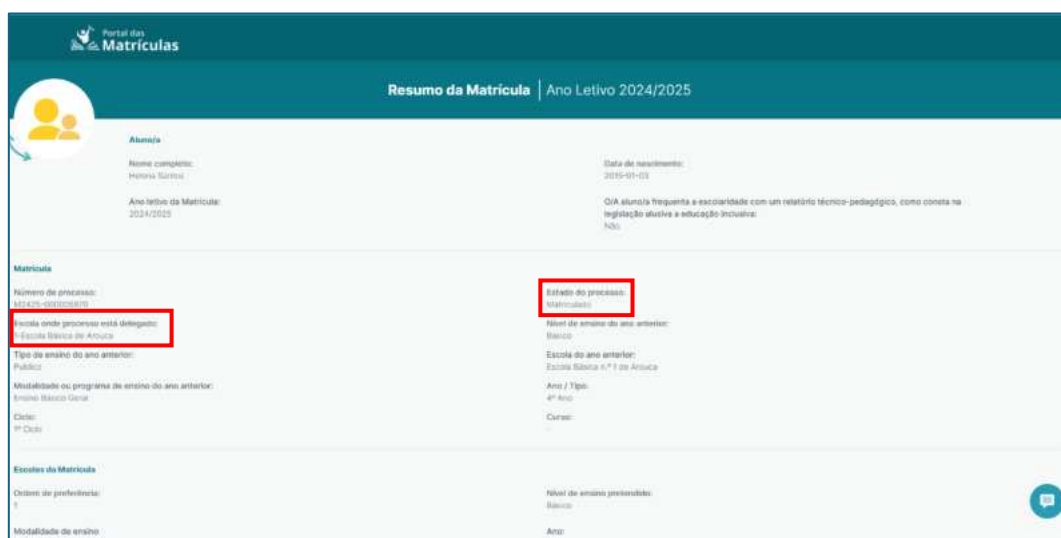 Portal das
Matrículas
Resumo da Matrícula | Ano Letivo 2024/2025
Aluno/a
Nome completo:
Helena Santos
Data de nascimento:
2015-01-03
Ano letivo da Matrícula:
2024/2025
O/A aluno/a frequenta a escolaridade com um relatório técnico-pedagógico, como consta na
legislação alusiva a educação inclusiva:
Não
Matrícula
Número de processo:
Estado do processo:
Matriculado
Escola onde processo está delegado:
1-Escola Básica de Arouca
Nível de ensino do ano anterior:
Básico
Tipo de ensino do ano anterior:
Público
Escola do ano anterior:
Escola Básica n.º 1 de Arouca
Modalidade ou programa de ensino do ano anterior:
Ensino Básico Geral
Ano / Tipo:
4º Ano
Ciclo:
1º Ciclo
Curso:
-
Escolas da Matrícula
Ordem de preferência:
1
Nível de ensino pretendido:
Básico
Modalidade de ensino
Ano: